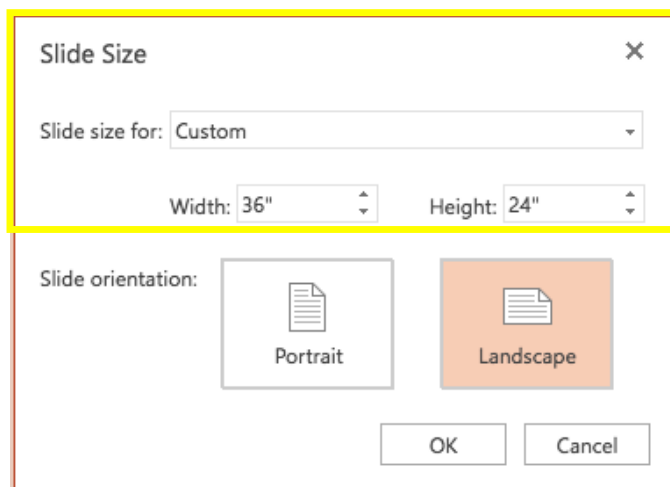 Slide Size
Slide size for: Custom
Width: 36" Height: 24"
Slide orientation:
Portrait Landscape
OK Cancel